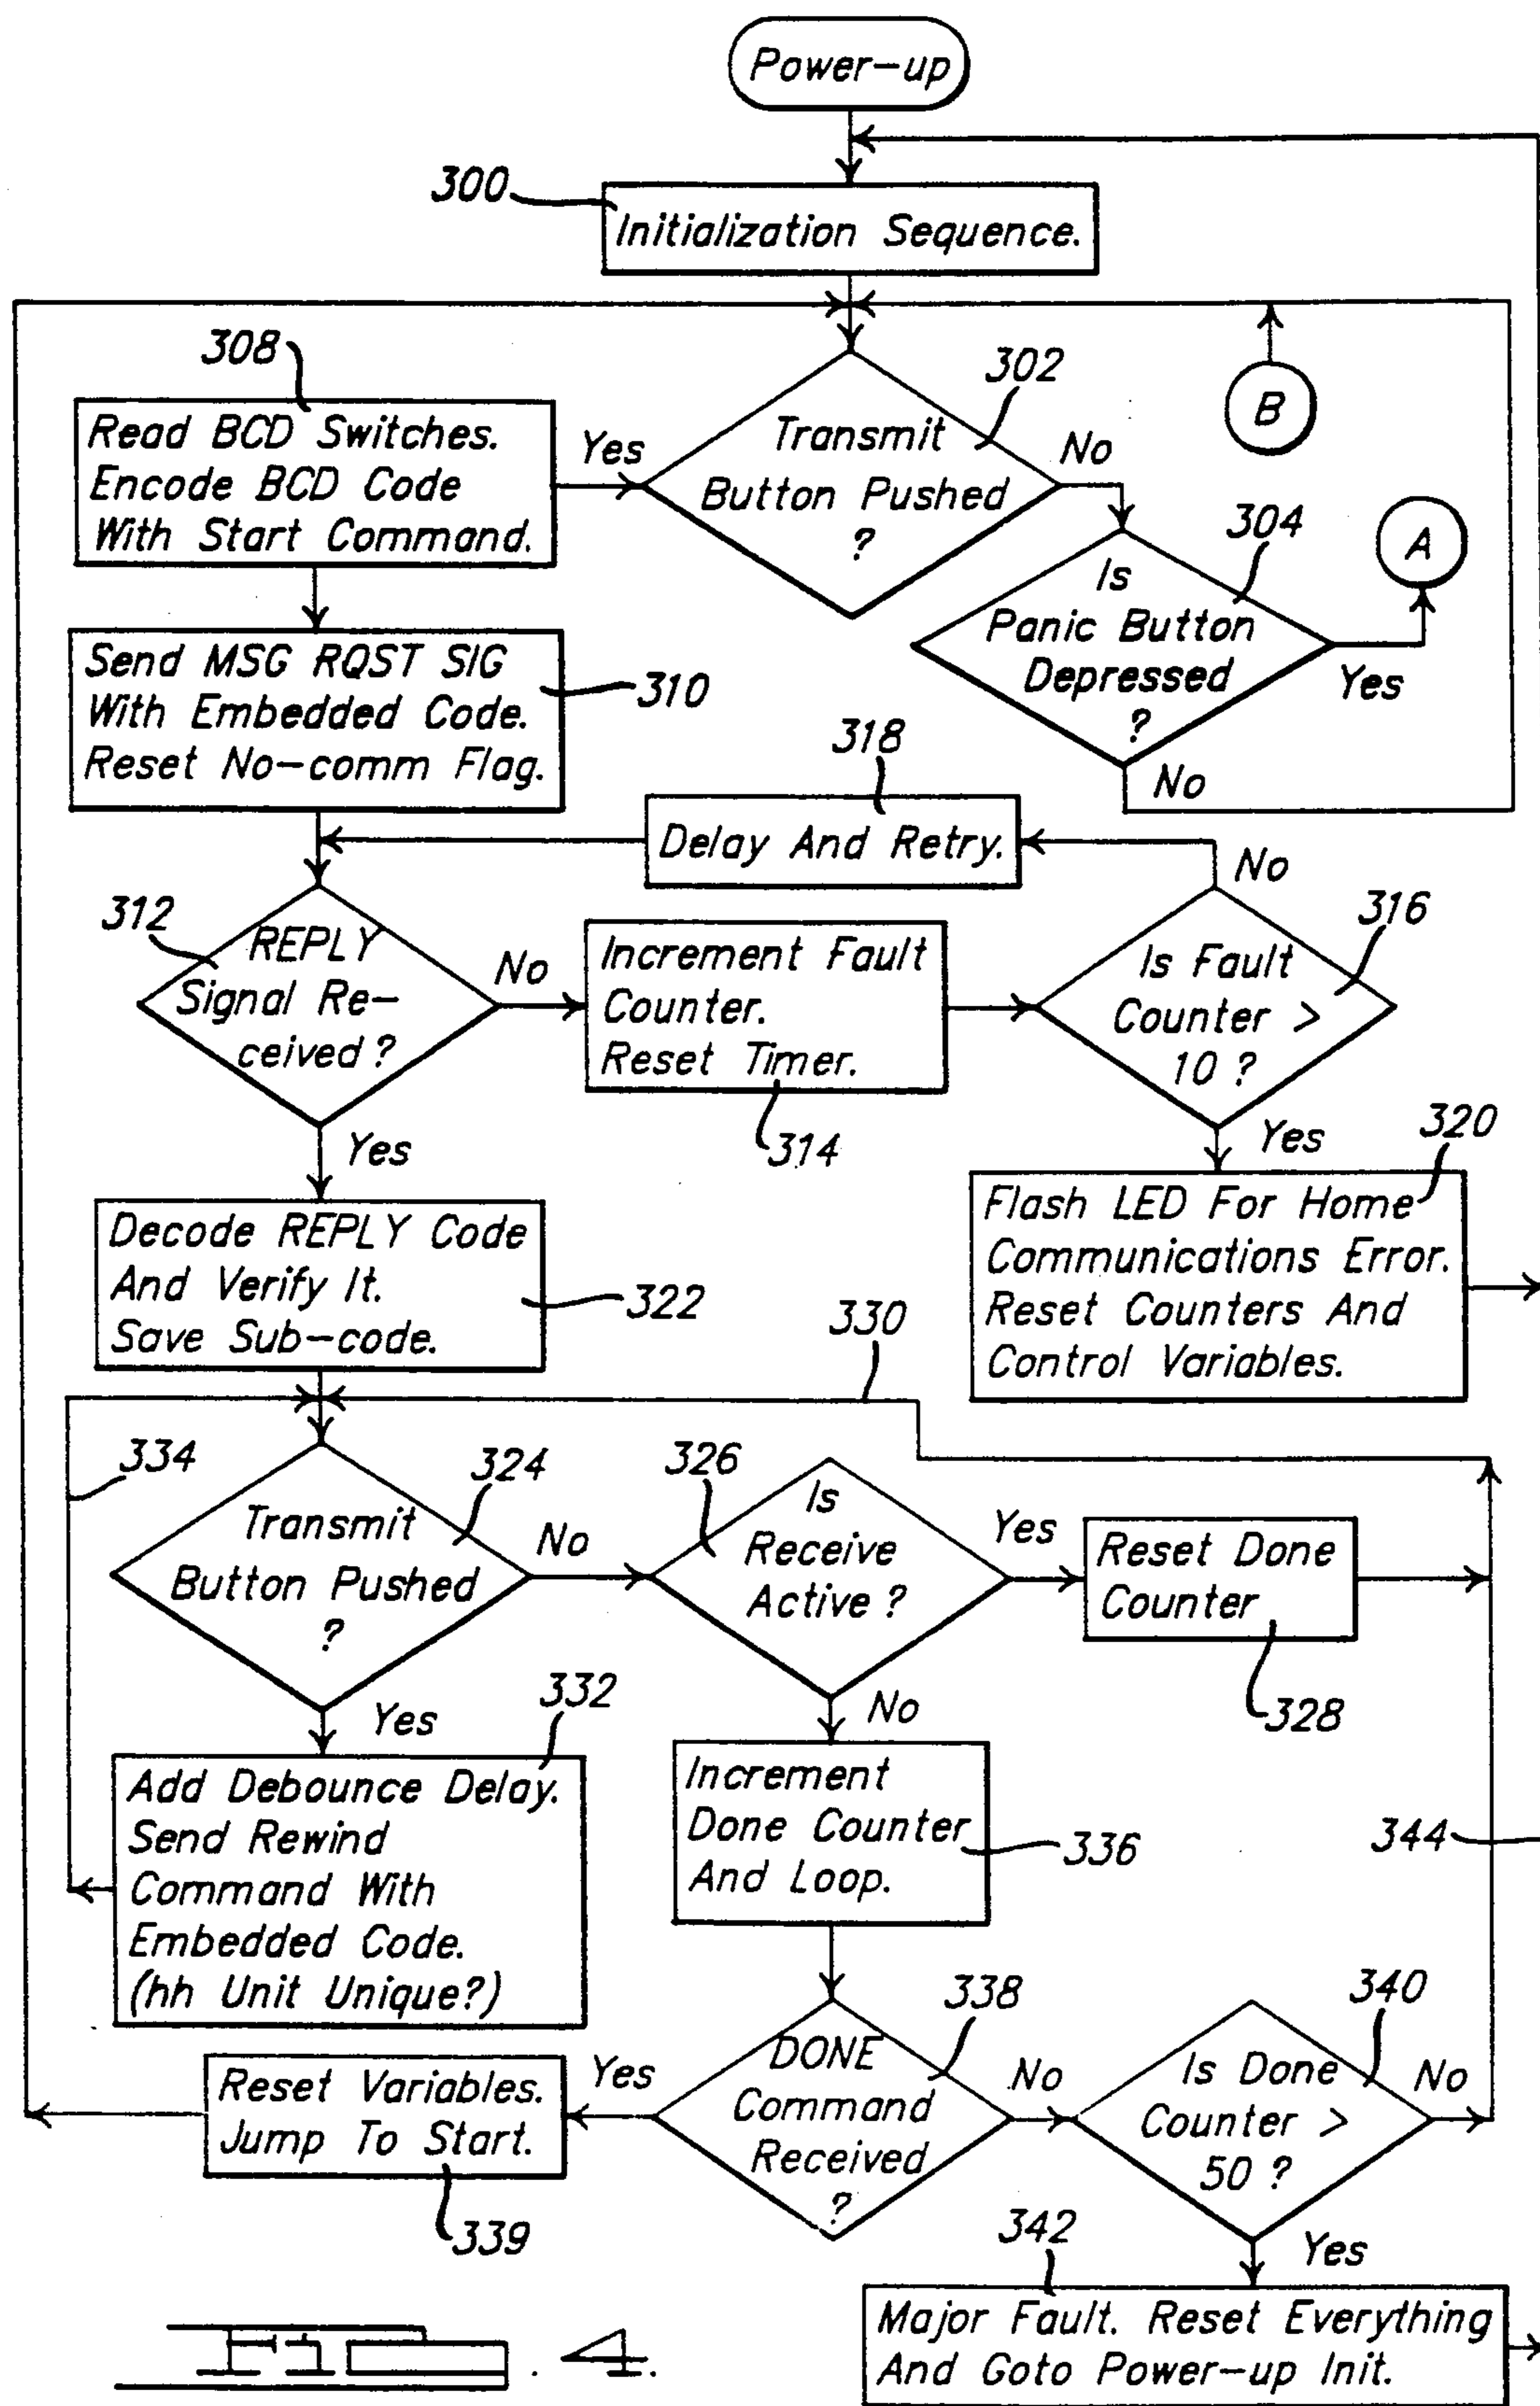 Power-up
300
Initialization Sequence.
308
302
B
Read BCD Switches.
Encode BCD Code
With Start Command.
Yes
Transmit
Button Pushed
?
No
304
A
Is
Panic Button
Depressed
?
Yes
No
Send MSG RQST SIG
With Embedded Code.
Reset No-comm Flag.
310
318
Delay And Retry.
No
312
REPLY
Signal Re-
ceived ?
No
Increment Fault
Counter.
Reset Timer.
314
316
Is Fault
Counter >
10 ?
Yes
Yes
320
Flash LED For Home
Communications Error.
Reset Counters And
Control Variables.
Decode REPLY Code
And Verify It.
Save Sub-code.
322
330
334
324
Transmit
Button Pushed
?
No
326
Is
Receive
Active ?
Yes
Reset Done
Counter
328
Yes
332
No
Add Debounce Delay.
Send Rewind
Command With
Embedded Code.
(hh Unit Unique?)
Increment
Done Counter
And Loop.
336
344
338
340
Reset Variables.
Jump To Start.
339
Yes
DONE
Command
Received
?
No
Is Done
Counter >
50 ?
No
Yes
342
Major Fault. Reset Everything
And Goto Power-up Init.
FIG. 4.